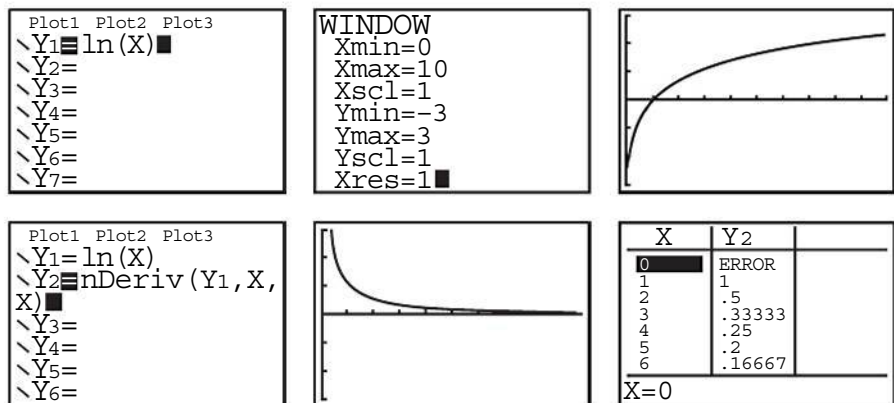 Plot1 Plot2 Plot3
\Y1=ln(X)
\Y2=
\Y3=
\Y4=
\Y5=
\Y6=
\Y7=
WINDOW
Xmin=0
Xmax=10
Xscl=1
Ymin=-3
Ymax=3
Yscl=1
Xres=1
Plot1 Plot2 Plot3
\Y1=ln(X)
\Y2=nDeriv(Y1,X,
X)
\Y3=
\Y4=
\Y5=
\Y6=
X Y2
0 ERROR
1 1
2 .5
3 .33333
4 .25
5 .2
6 .16667
X=0